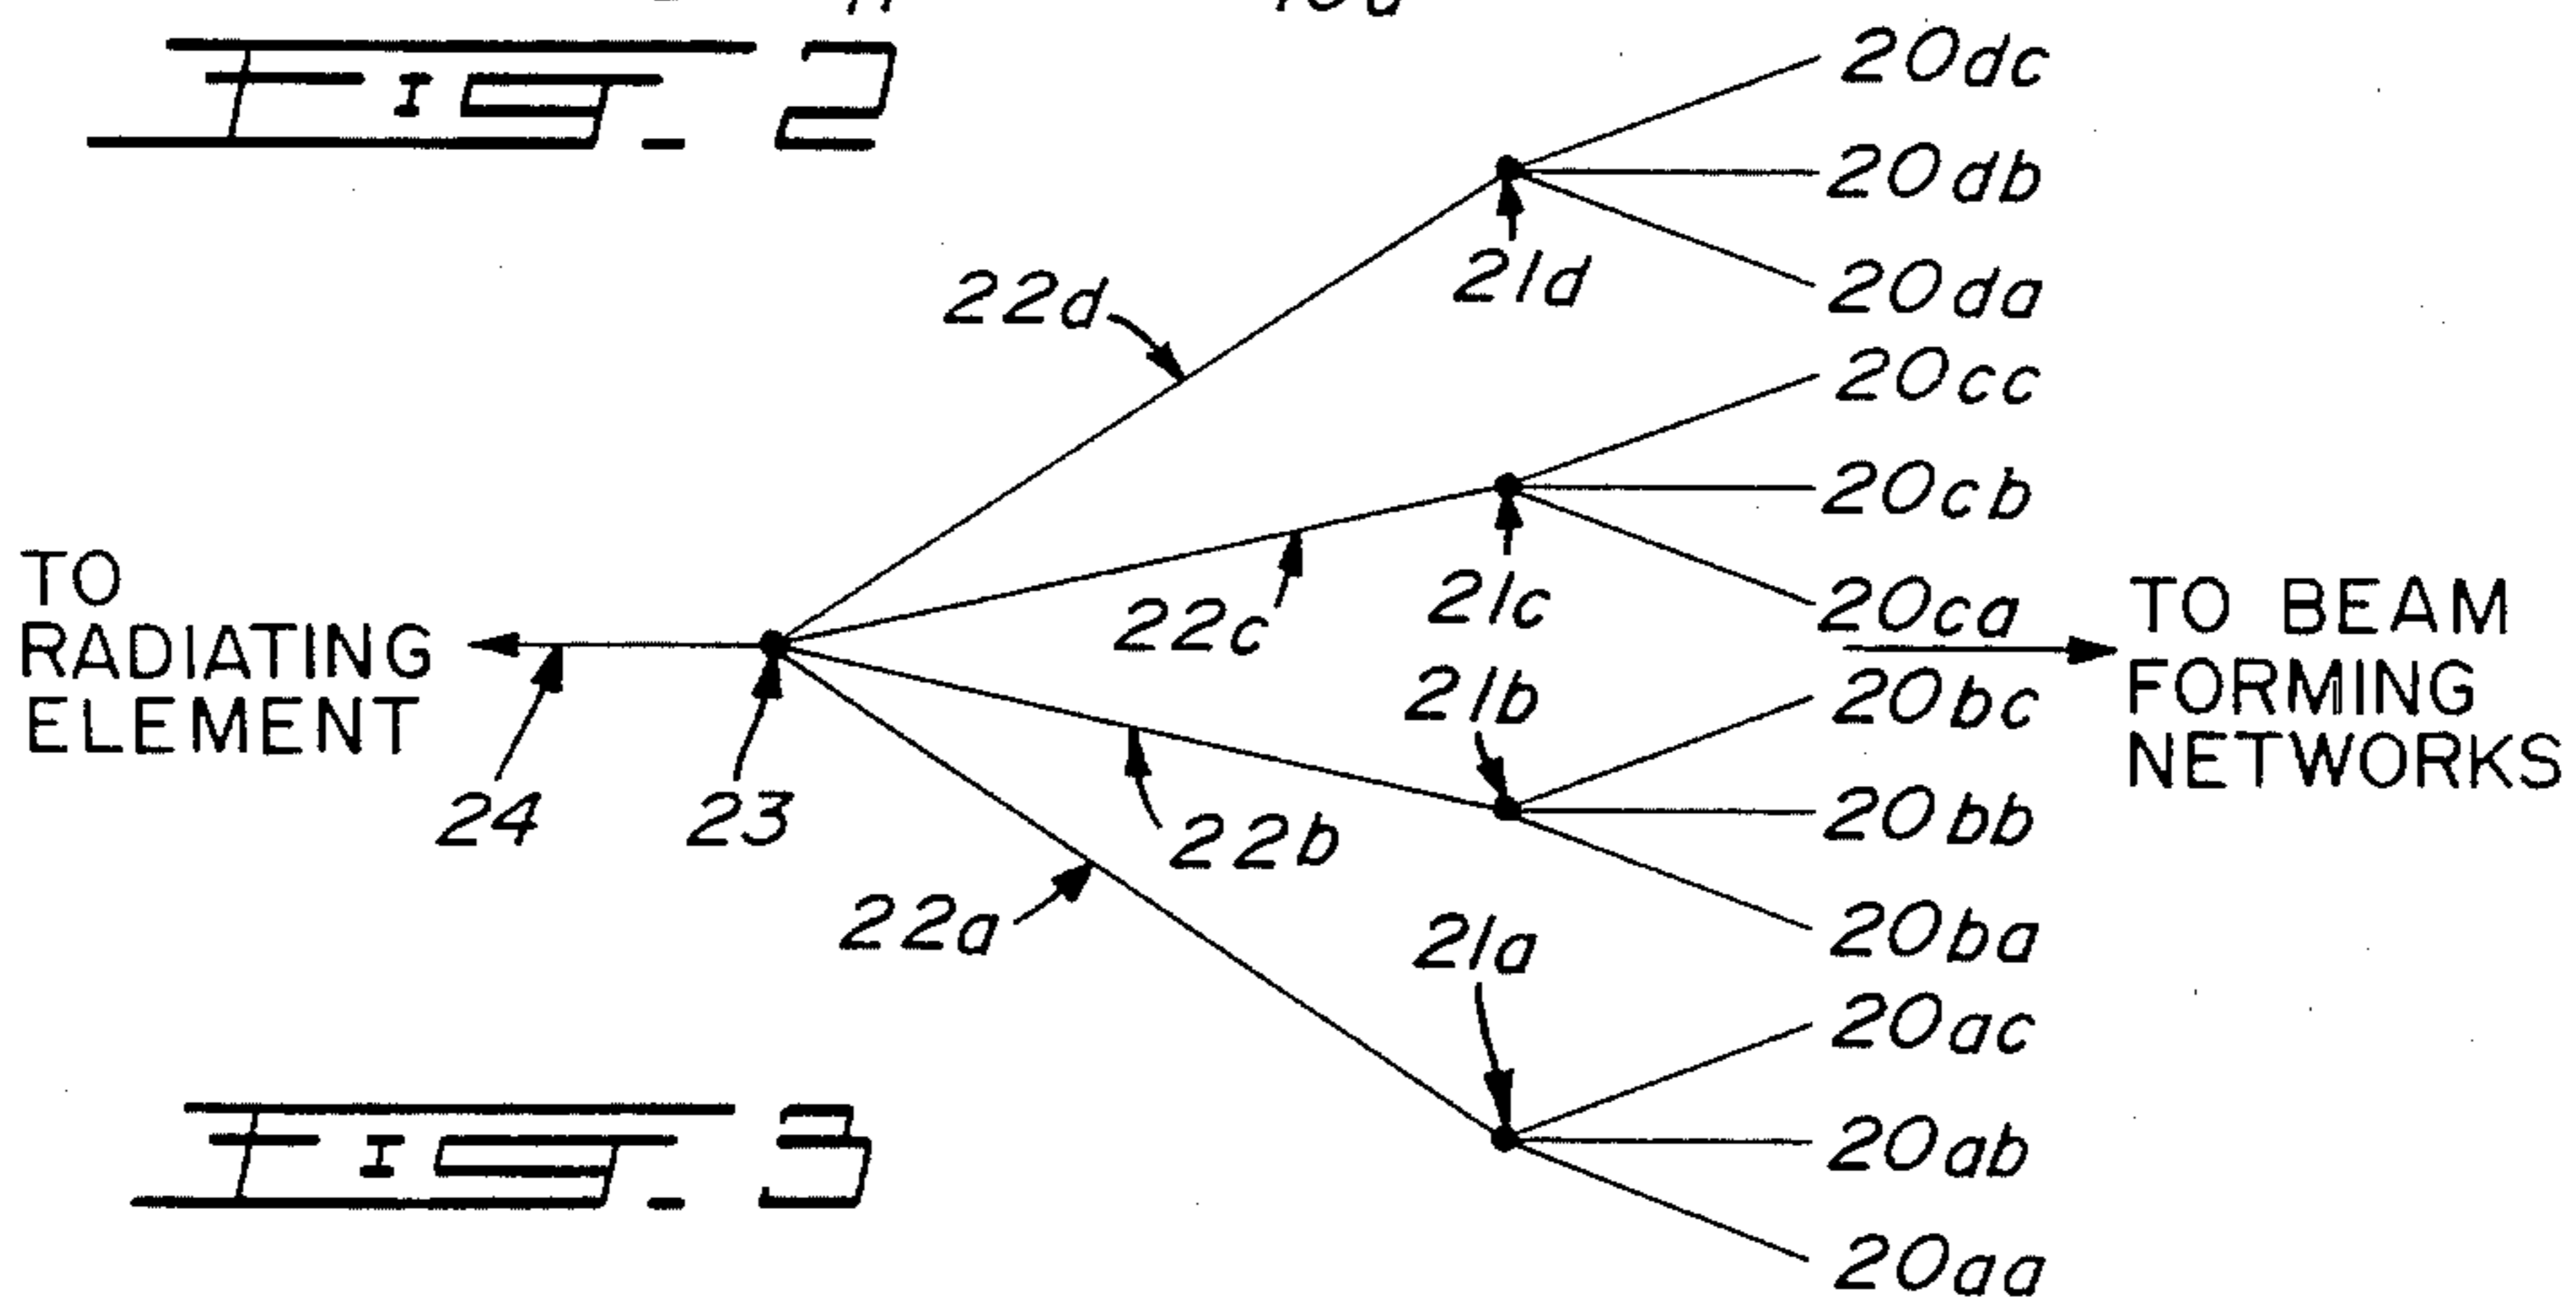 FIG. 2
20dc
20db
21d
20da
22d
20cc
20cb
TO
RADIATING
ELEMENT
22c
21c
20ca
TO BEAM
FORMING
NETWORKS
21b
20bc
24
23
22b
20bb
22a
21a
20ba
20ac
FIG. 3
20ab
20aa